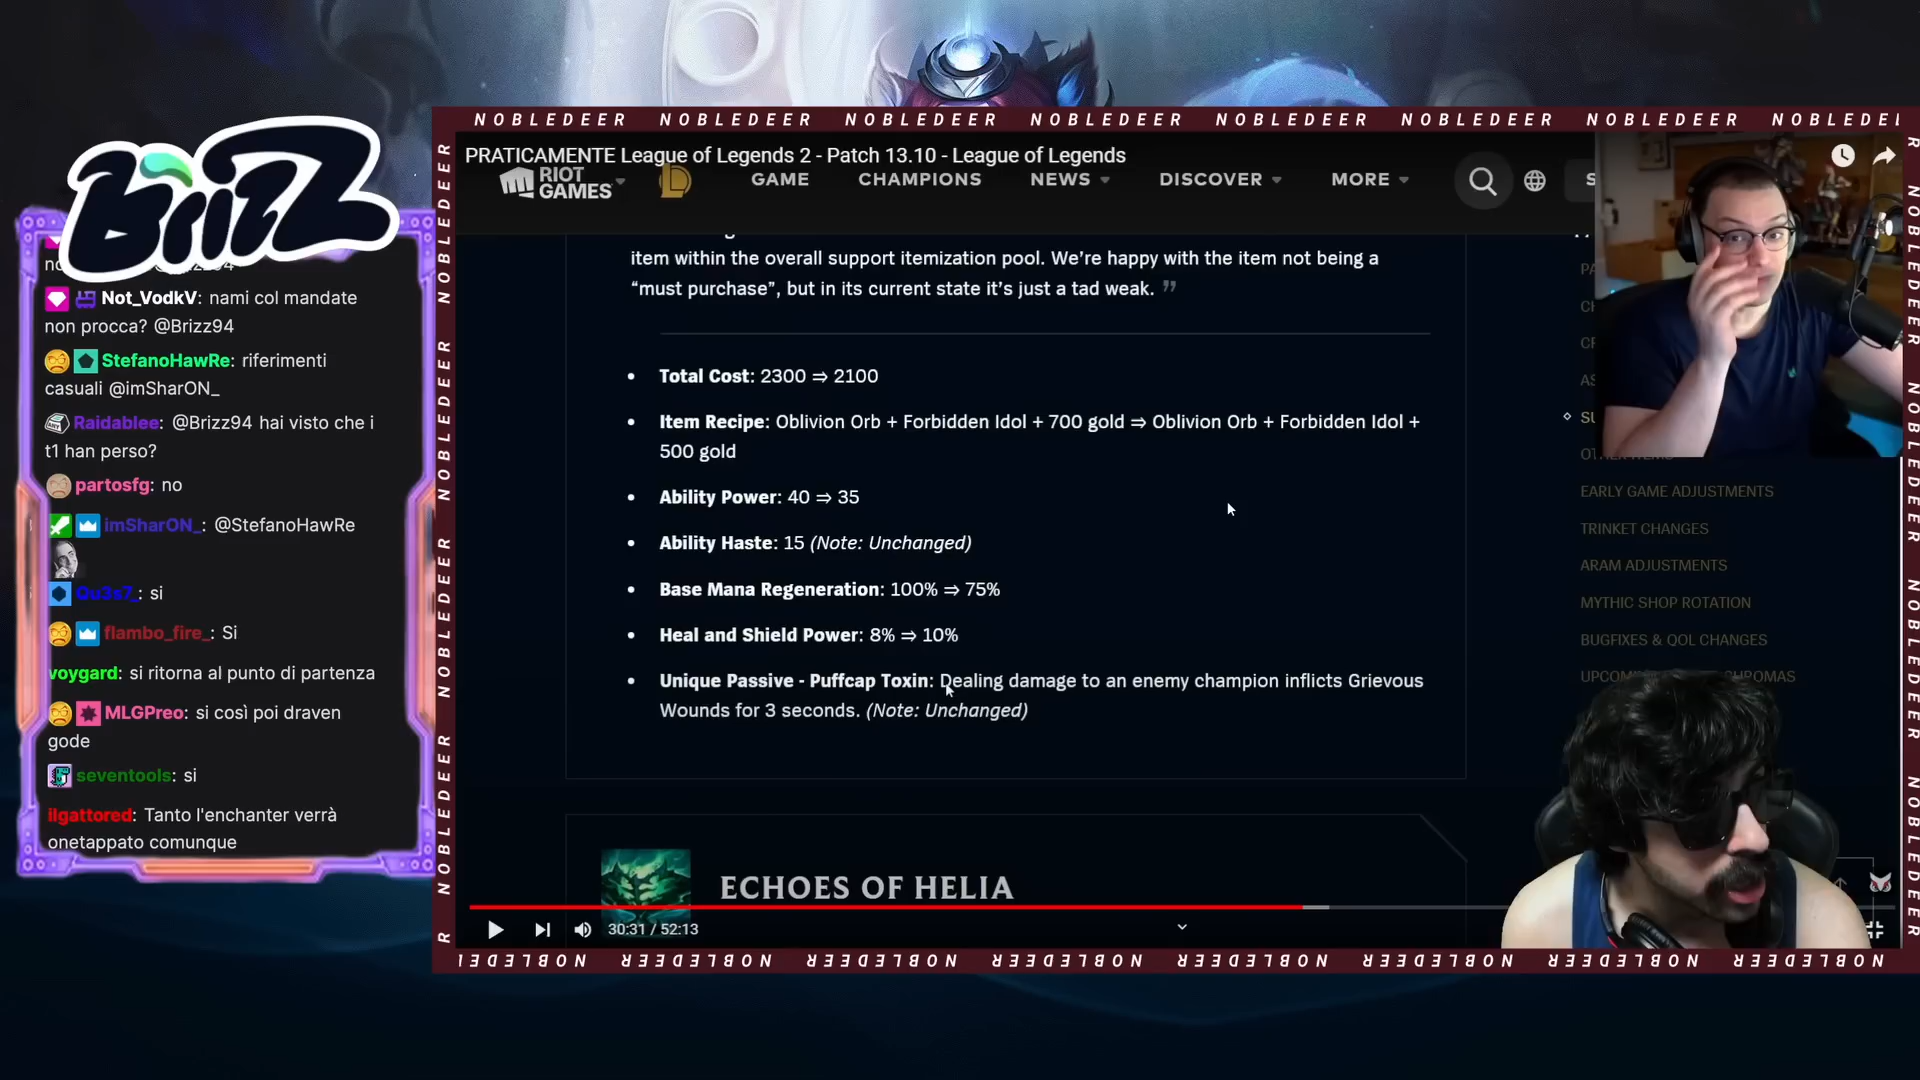 NOBLEDEER NOBLEDEER NOBLEDEER NOBLEDEER NOBLEDEER NOBLEDEER NOBLEDEER
Brizz
PRATICAMENTE League of Legends 2 - Patch 13.10 - League of Legends
RIOT GAMES GAME CHAMPIONS NEWS DISCOVER MORE
item within the overall support itemization pool. We're happy with the item not being a
“must purchase”, but in its current state it's just a tad weak. ”
Total Cost: 2300 ⇒ 2100
Item Recipe: Oblivion Orb + Forbidden Idol + 700 gold ⇒ Oblivion Orb + Forbidden Idol +
500 gold
Ability Power: 40 ⇒ 35
Ability Haste: 15 (Note: Unchanged)
Base Mana Regeneration: 100% ⇒ 75%
Heal and Shield Power: 8% ⇒ 10%
Unique Passive - Puffcap Toxin: Dealing damage to an enemy champion inflicts Grievous
Wounds for 3 seconds. (Note: Unchanged)
ECHOES OF HELIA
30:31 / 52:13
EARLY GAME ADJUSTMENTS
TRINKET CHANGES
ARAM ADJUSTMENTS
MYTHIC SHOP ROTATION
BUGFIXES & QOL CHANGES
Not_VodkV: nami col mandate
non procca? @Brizz94
StefanoHawRe: riferimenti
casuali @imSharON_
Raidablee: @Brizz94 hai visto che i
t1 han perso?
partosfg: no
imSharON_: @StefanoHawRe
Qu3s7_: si
flambo_fire_: Si
voygard: si ritorna al punto di partenza
MLGPreo: si così poi draven
gode
seventools: si
ilgattored: Tanto l'enchanter verrà
onetappato comunque
NOBLEDEER NOBLEDEER NOBLEDEER NOBLEDEER NOBLEDEER NOBLEDEER NOBLEDEER